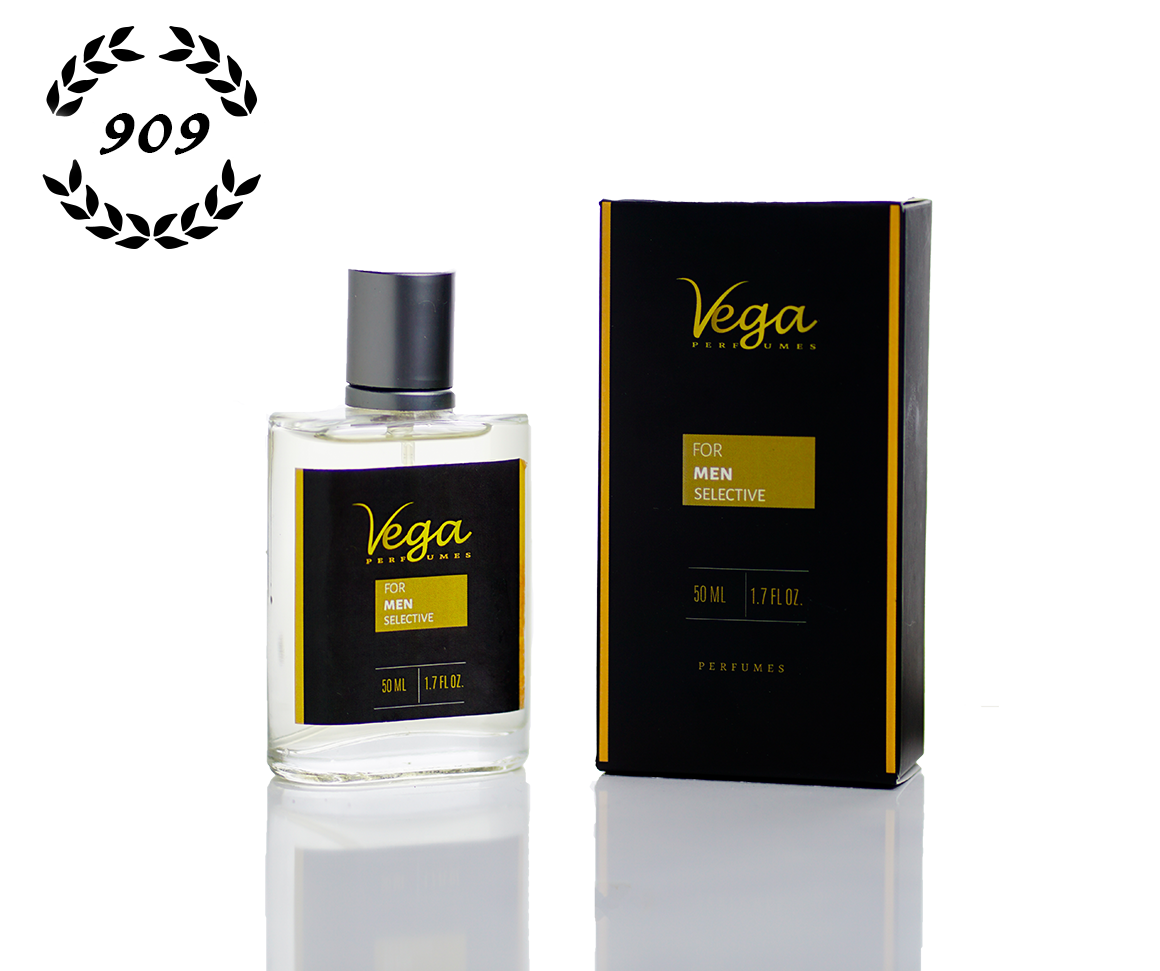 909
Vega
PERFUMES
FOR
MEN
SELECTIVE
50 ML 1.7 FL OZ.
Vega
PERFUMES
FOR
MEN
SELECTIVE
50 ML 1.7 FL OZ.
PERFUMES